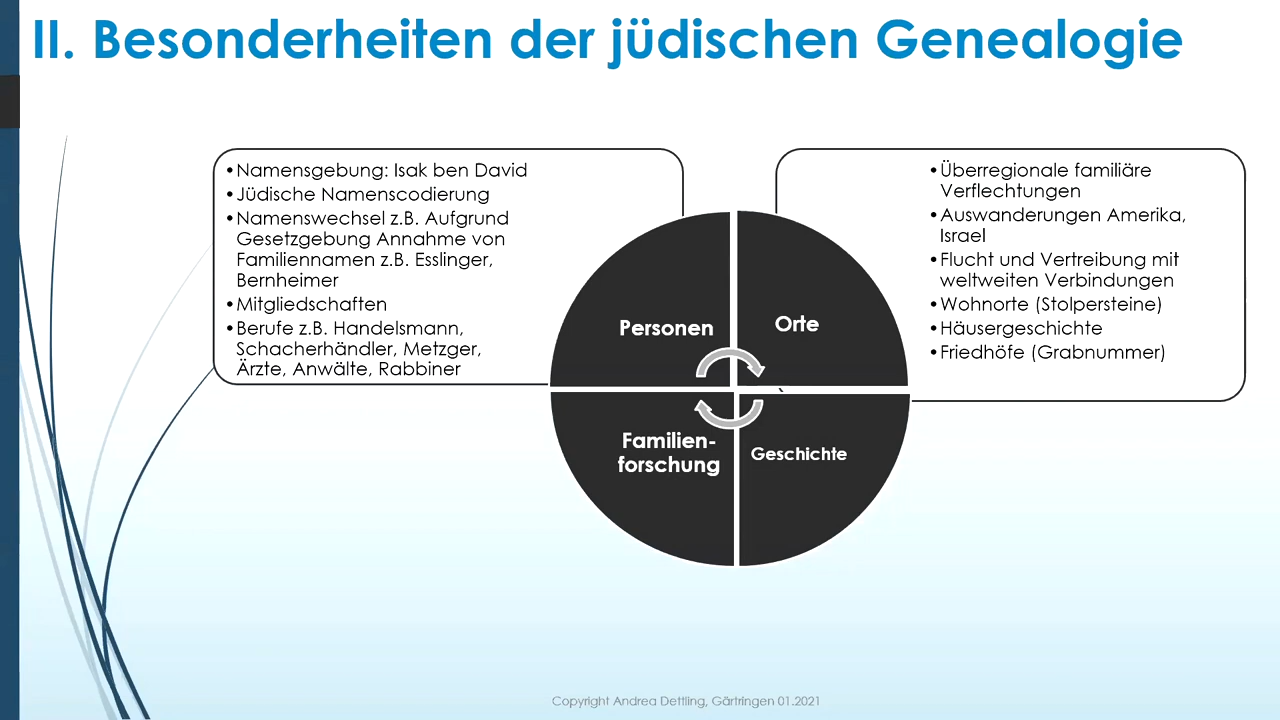 II. Besonderheiten der jüdischen Genealogie
•Namensgebung: Isak ben David
•Jüdische Namenscodierung
•Namenswechsel z.B. Aufgrund
Gesetzgebung Annahme von
Familiennamen z.B. Esslinger,
Bernheimer
•Mitgliedschaften
•Berufe z.B. Handelsmann,
Schacherhändler, Metzger,
Ärzte, Anwälte, Rabbiner
•Überregionale familiäre
Verflechtungen
•Auswanderungen Amerika,
Israel
•Flucht und Vertreibung mit
weltweiten Verbindungen
•Wohnorte (Stolpersteine)
•Häusergeschichte
•Friedhöfe (Grabnummer)
Personen
Orte
Familien-
forschung
Geschichte
Copyright Andrea Dettling, Gärtringen 01.2021